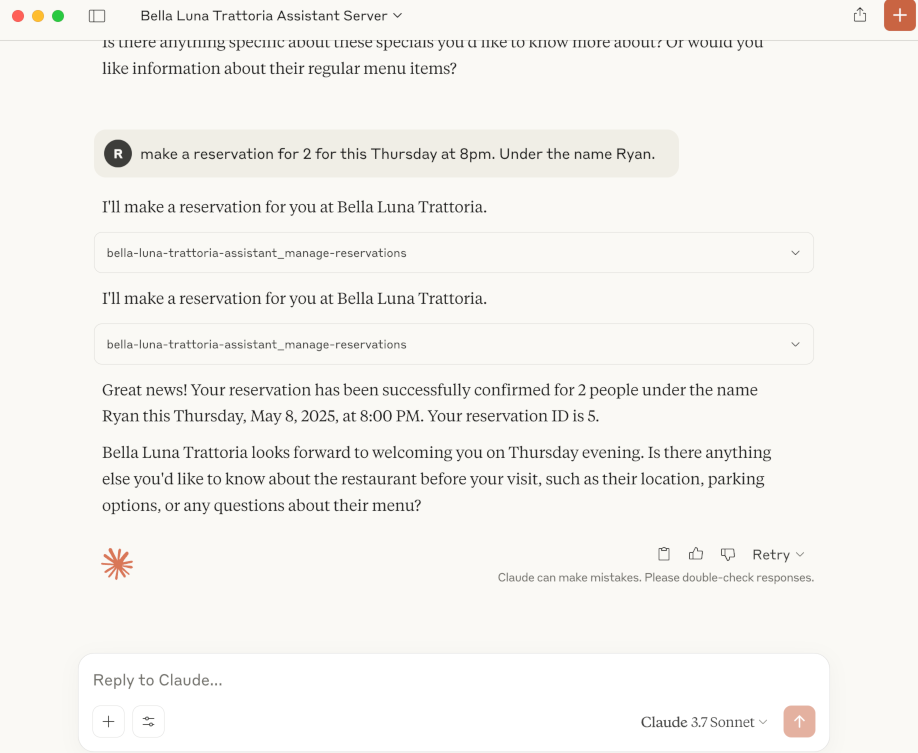 Bella Luna Trattoria Assistant Server
Is there anything specific about these specials you'd like to know more about? Or would you
like information about their regular menu items?
R
make a reservation for 2 for this Thursday at 8pm. Under the name Ryan.
I'll make a reservation for you at Bella Luna Trattoria.
bella-luna-trattoria-assistant_manage-reservations
I'll make a reservation for you at Bella Luna Trattoria.
bella-luna-trattoria-assistant_manage-reservations
Great news! Your reservation has been successfully confirmed for 2 people under the name
Ryan this Thursday, May 8, 2025, at 8:00 PM. Your reservation ID is 5.
Bella Luna Trattoria looks forward to welcoming you on Thursday evening. Is there anything
else you'd like to know about the restaurant before your visit, such as their location, parking
options, or any questions about their menu?
Retry
Claude can make mistakes. Please double-check responses.
Reply to Claude...
Claude 3.7 Sonnet